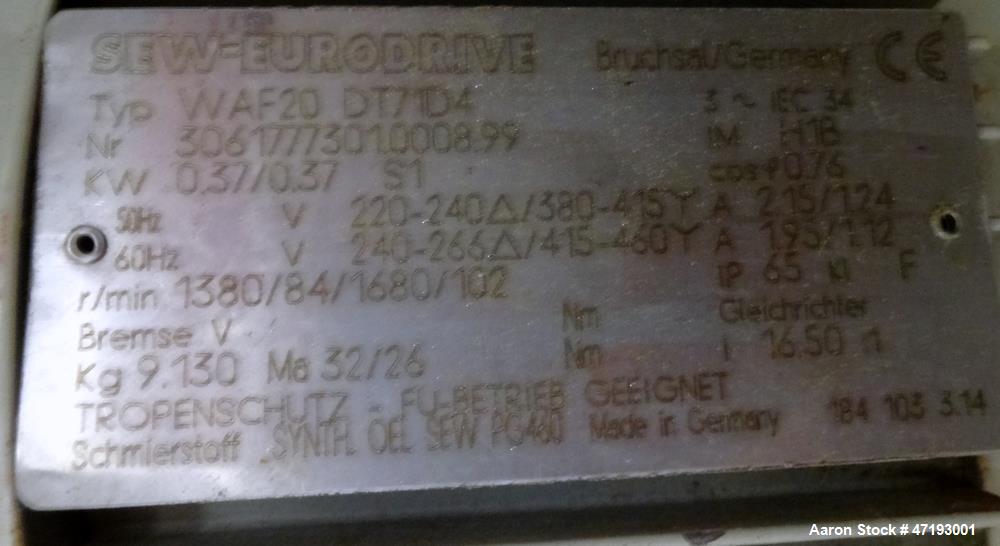 SEW-EURODRIVE Bruchsal/Germany CE
Typ WAF20 DT71D4 3 ~ IEC 34
Nr 3061777301.0008.99 IM H1B
KW 0.37/0.37 S1 cosφ 0.76
50Hz V 220-240△/380-415Y A 2.15/1.24
60Hz V 240-266△/415-460Y A 1.95/1.12
r/min 1380/84/1680/102 IP 65 Kl F
Bremse V Nm Gleichrichter
Kg 9.130 Ma 32/26 Nm i 16.50 :1
TROPENSCHUTZ - FU-BETRIEB GEEIGNET
Schmierstoff SYNTH. OEL SEW PG460 Made in Germany 184 103 3.14
Aaron Stock # 47193001